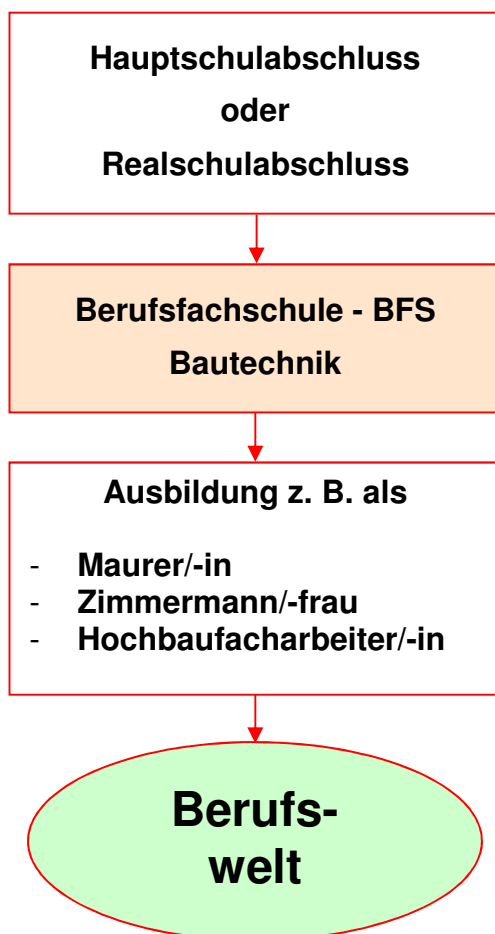 Hauptschulabschluss
oder
Realschulabschluss
Berufsfachschule - BFS
Bautechnik
Ausbildung z. B. als
- Maurer/-in
- Zimmermann/-frau
- Hochbaufacharbeiter/-in
Berufs-
welt